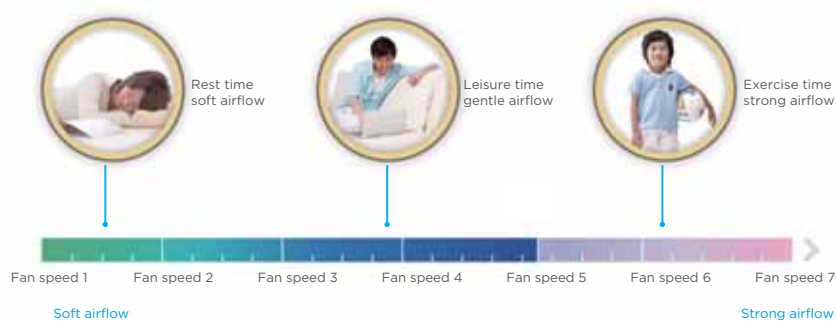 Rest time
soft airflow
Leisure time
gentle airflow
Exercise time
strong airflow
Fan speed 1
Fan speed 2
Fan speed 3
Fan speed 4
Fan speed 5
Fan speed 6
Fan speed 7
Soft airflow
Strong airflow